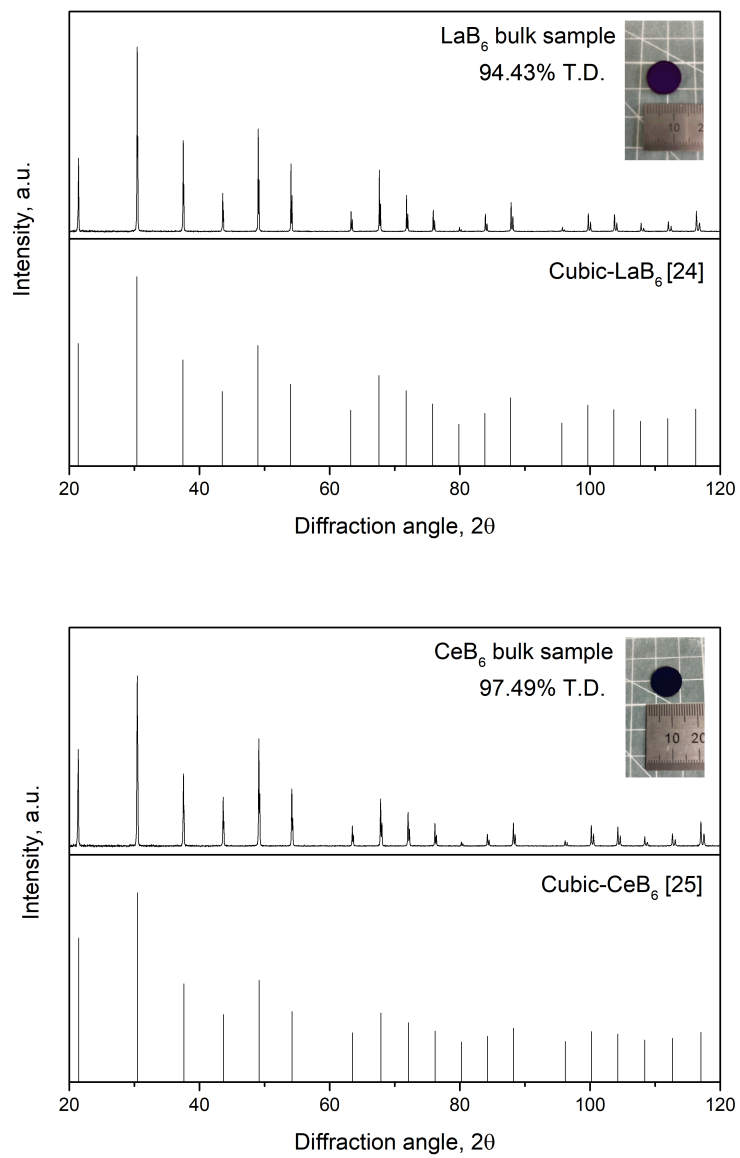 LaB₆ bulk sample
94.43% T.D.
10
2
Intensity, a.u.
Cubic-LaB₆ [24]
20 40 60 80 100 120
Diffraction angle, 2θ
CeB₆ bulk sample
97.49% T.D.
10 20
Intensity, a.u.
Cubic-CeB₆ [25]
20 40 60 80 100 120
Diffraction angle, 2θ